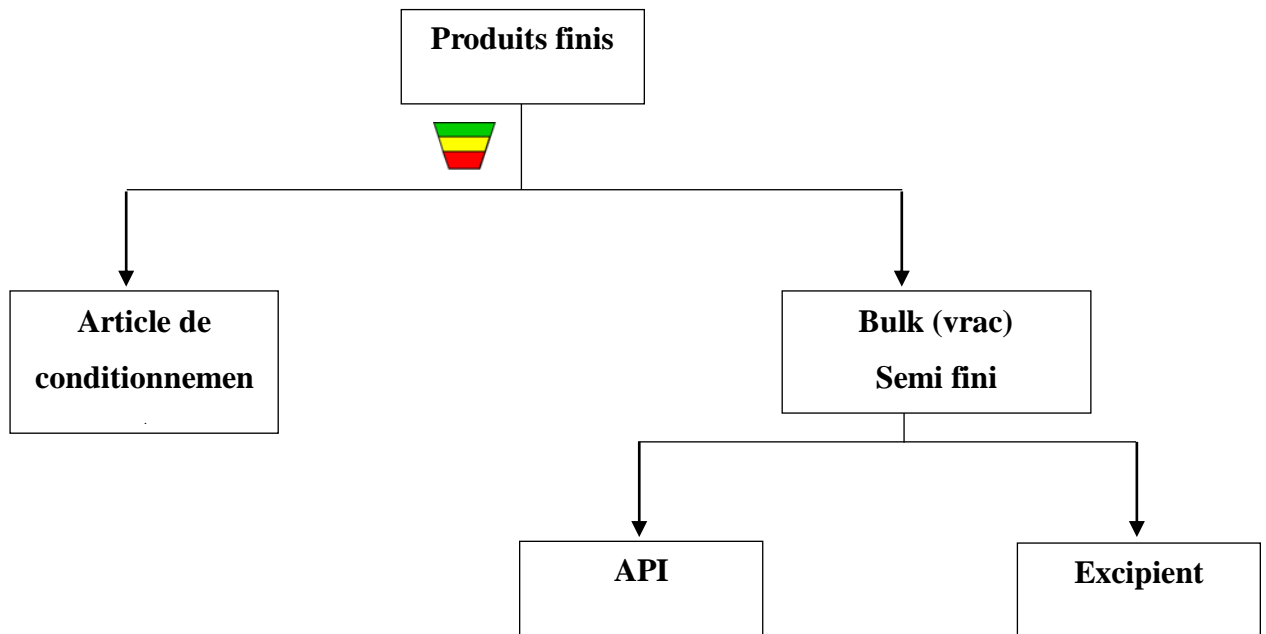 Produits finis
Article de
conditionnemen
Bulk (vrac)
Semi fini
API
Excipient